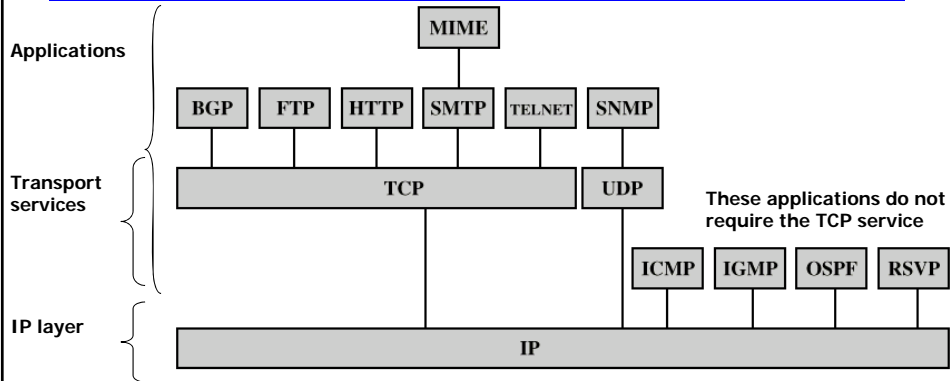 MIME
Applications
BGP FTP HTTP SMTP TELNET SNMP
Transport
services
TCP UDP
These applications do not
require the TCP service
ICMP IGMP OSPF RSVP
IP layer
IP